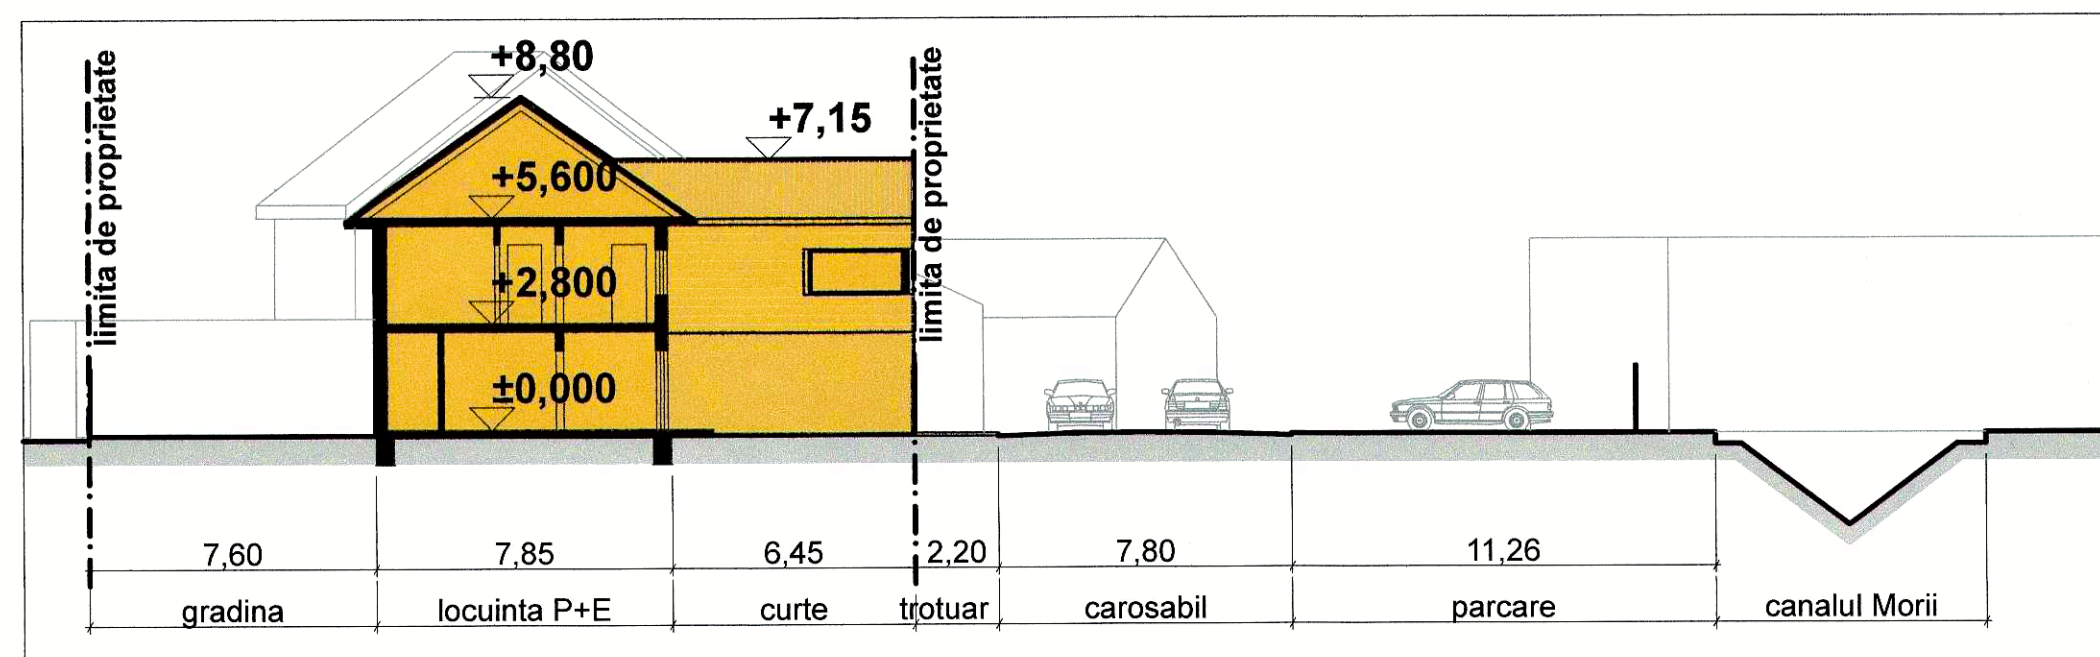 limita de proprietate
+8,80
+7,15
limita de proprietate
+5,600
+2,800
±0,000
7,60
7,85
6,45
2,20
7,80
11,26
gradina
locuinta P+E
curte
trotuar
carosabil
parcare
canalul Morii